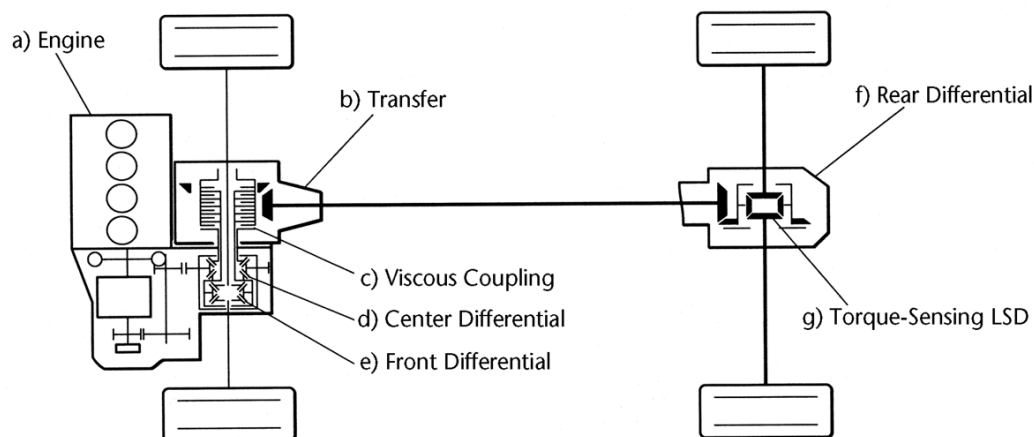 a) Engine
b) Transfer
f) Rear Differential
c) Viscous Coupling
d) Center Differential
g) Torque-Sensing LSD
e) Front Differential